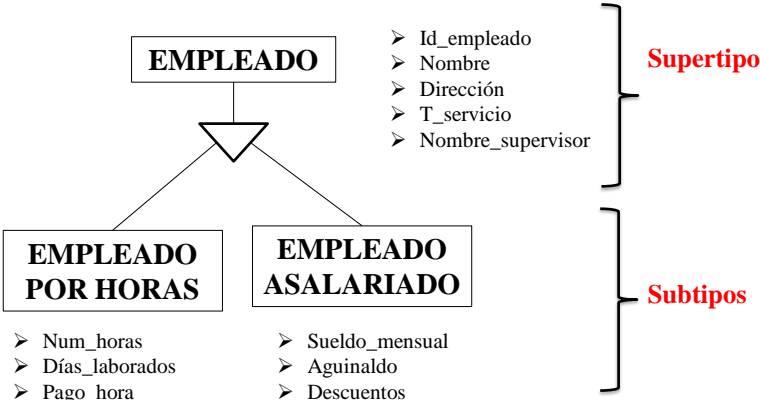 EMPLEADO
➢ Id_empleado
➢ Nombre
➢ Dirección
➢ T_servicio
➢ Nombre_supervisor
Supertipo
EMPLEADO
POR HORAS
➢ Num_horas
➢ Días_laborados
➢ Pago_hora
EMPLEADO
ASALARIADO
➢ Sueldo_mensual
➢ Aguinaldo
➢ Descuentos
Subtipos